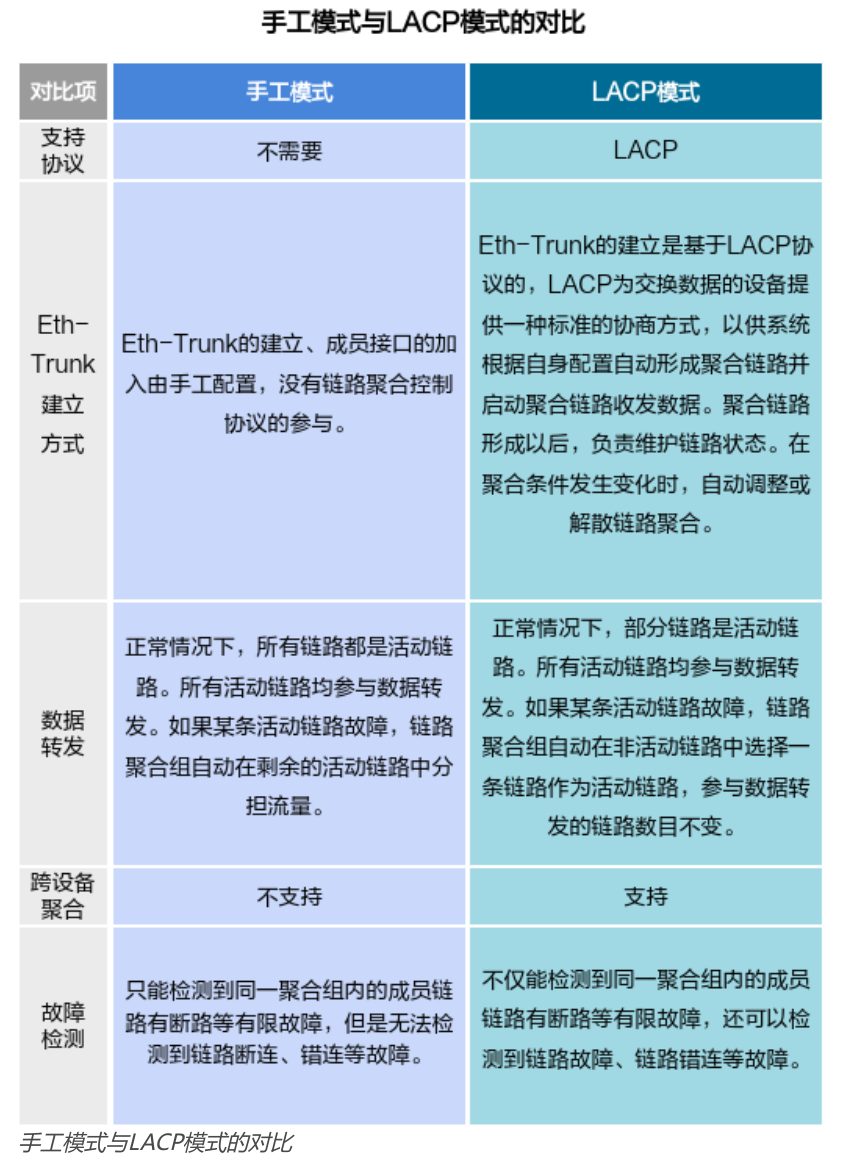 手工模式与LACP模式的对比
对比项
手工模式
LACP模式
支持
协议
不需要
LACP
Eth-
Trunk
建立
方式
Eth-Trunk的建立、成员接口的加
入由手工配置，没有链路聚合控制
协议的参与。
Eth-Trunk的建立是基于LACP协
议的，LACP为交换数据的设备提
供一种标准的协商方式，以供系统
根据自身配置自动形成聚合链路并
启动聚合链路收发数据。聚合链路
形成以后，负责维护链路状态。在
聚合条件发生变化时，自动调整或
解散链路聚合。
数据
转发
正常情况下，所有链路都是活动链
路。所有活动链路均参与数据转
发。如果某条活动链路故障，链路
聚合组自动在剩余的活动链路中分
担流量。
正常情况下，部分链路是活动链
路。所有活动链路均参与数据转
发。如果某条活动链路故障，链路
聚合组自动在非活动链路中选择一
条链路作为活动链路，参与数据转
发的链路数目不变。
跨设备
聚合
不支持
支持
故障
检测
只能检测到同一聚合组内的成员链
路有断路等有限故障，但是无法检
测到链路断连、错连等故障。
不仅能检测到同一聚合组内的成员
链路有断路等有限故障，还可以检
测到链路故障、链路错连等故障。
手工模式与LACP模式的对比